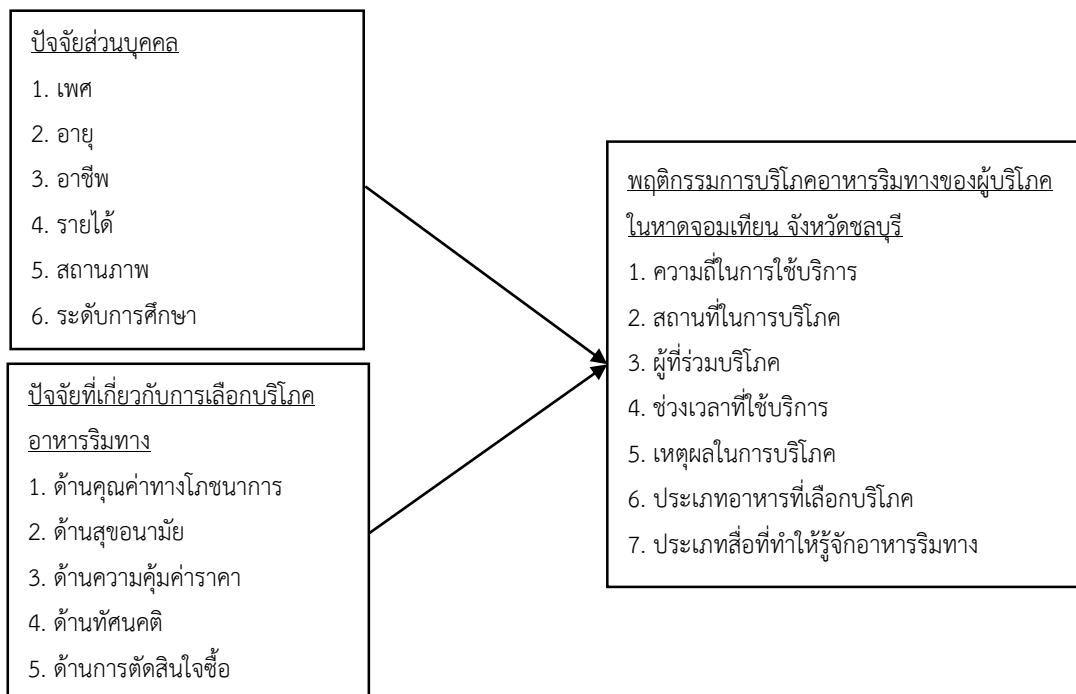 ปัจจัยส่วนบุคคล
1. เพศ
2. อายุ
3. อาชีพ
4. รายได้
5. สถานภาพ
6. ระดับการศึกษา
ปัจจัยที่เกี่ยวกับการเลือกบริโภค
อาหารริมทาง
1. ด้านคุณค่าทางโภชนาการ
2. ด้านสุขอนามัย
3. ด้านความคุ้มค่าราคา
4. ด้านทัศนคติ
5. ด้านการตัดสินใจซื้อ
พฤติกรรมการบริโภคอาหารริมทางของผู้บริโภค
ในหาดจอมเทียน จังหวัดชลบุรี
1. ความถี่ในการใช้บริการ
2. สถานที่ในการบริโภค
3. ผู้ที่ร่วมบริโภค
4. ช่วงเวลาที่ใช้บริการ
5. เหตุผลในการบริโภค
6. ประเภทอาหารที่เลือกบริโภค
7. ประเภทสื่อที่ทำให้รู้จักอาหารริมทาง